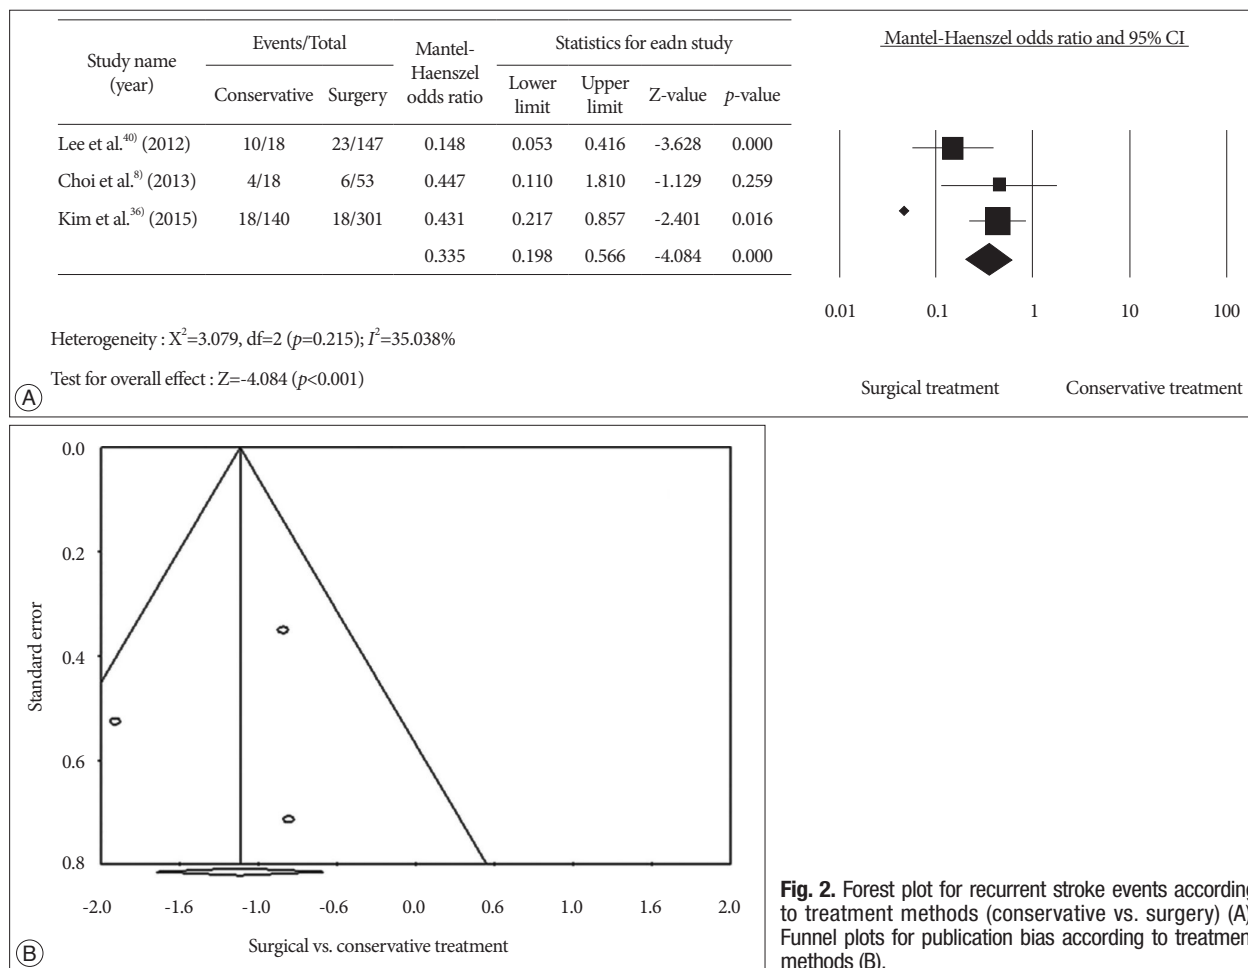 Study name
(year)
Events/Total
Conservative Surgery
Mantel-
Haenszel
odds ratio
Statistics for eadn study
Lower
limit
Upper
limit
Z-value
p-value
Mantel-Haenszel odds ratio and 95% CI
Lee et al.40) (2012) 10/18 23/147 0.148 0.053 0.416 -3.628 0.000
Choi et al.8) (2013) 4/18 6/53 0.447 0.110 1.810 -1.129 0.259
Kim et al.36) (2015) 18/140 18/301 0.431 0.217 0.857 -2.401 0.016
0.335 0.198 0.566 -4.084 0.000
0.01 0.1 1 10 100
Heterogeneity : X2=3.079, df=2 (p=0.215); I2=35.038%
Test for overall effect : Z=-4.084 (p<0.001)
Surgical treatment Conservative treatment
A
0.0
0.2
0.4
0.6
0.8
Standard error
-2.0 -1.6 -1.0 -0.6 0.0 0.6 1.0 1.6 2.0
Surgical vs. conservative treatment
B
Fig. 2. Forest plot for recurrent stroke events according
to treatment methods (conservative vs. surgery) (A)
Funnel plots for publication bias according to treatmen
methods (B).